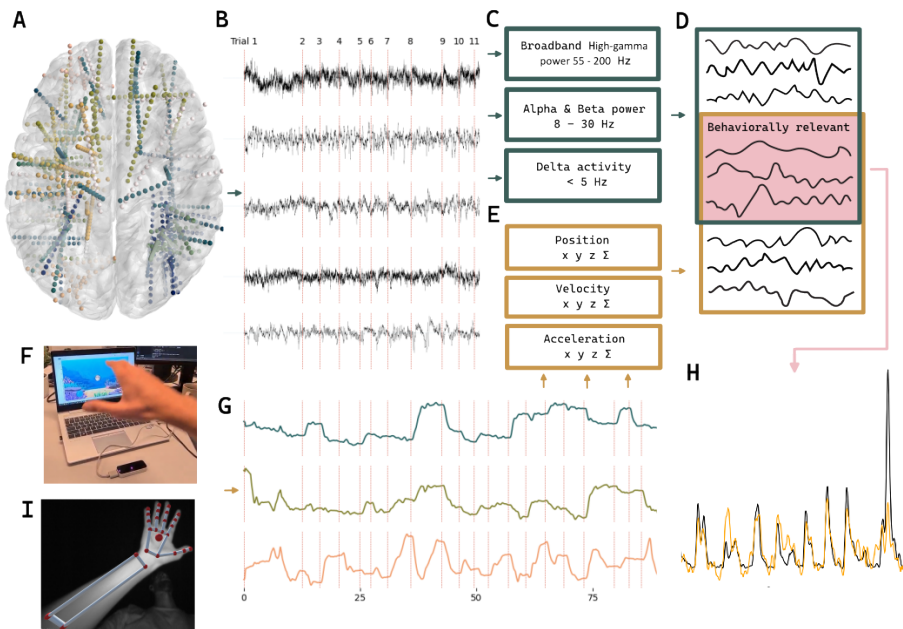 A
B
Trial 1 2 3 4 5 6 7 8 9 10 11
C
Broadband High-gamma
power 55 - 200 Hz
Alpha & Beta power
8 – 30 Hz
Delta activity
< 5 Hz
D
Behaviorally relevant
E
Position
x y z Σ
Velocity
x y z Σ
Acceleration
x y z Σ
F
G
0 25 50 75
H
I